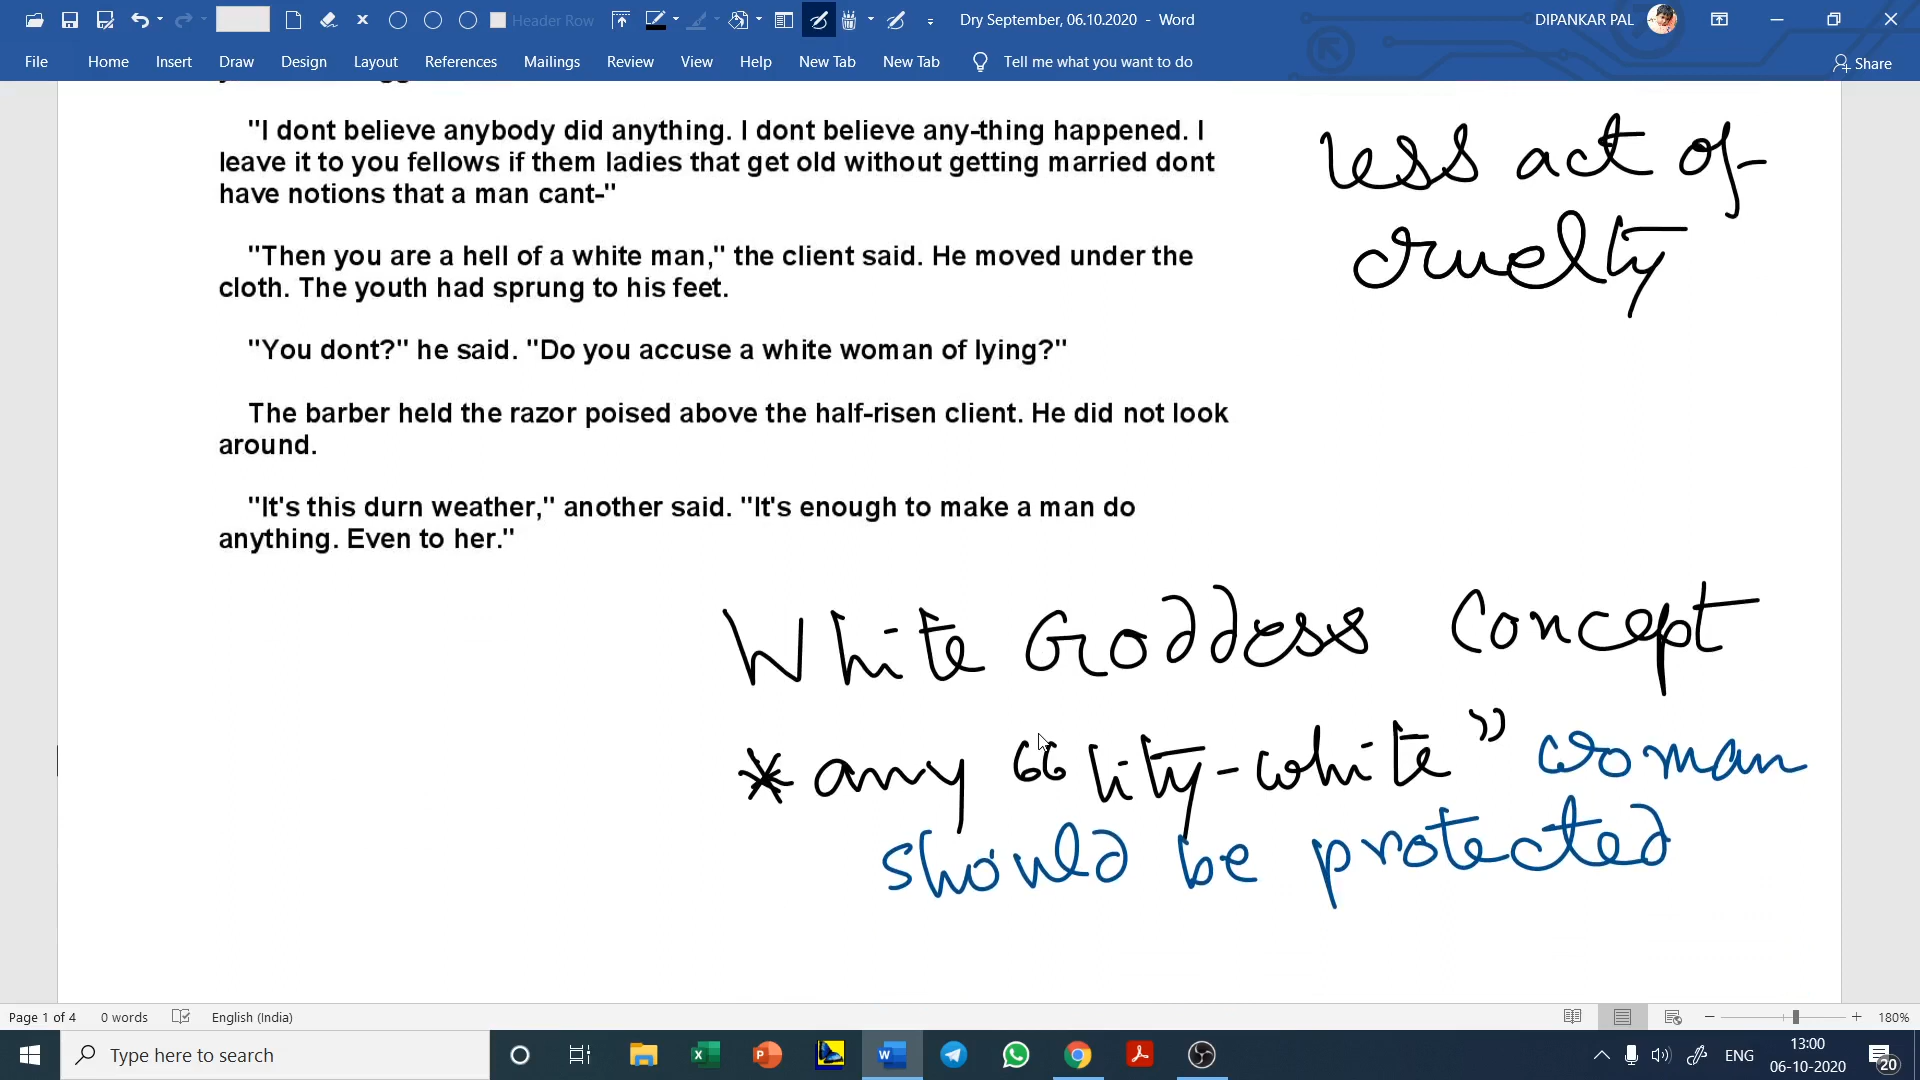 Header Row
Dry September, 06.10.2020 - Word
DIPANKAR PAL
File Home Insert Draw Design Layout References Mailings Review View Help New Tab New Tab Tell me what you want to do
Share
"I dont believe anybody did anything. I dont believe any-thing happened. I
leave it to you fellows if them ladies that get old without getting married dont
have notions that a man cant-"
less act of
cruelty
"Then you are a hell of a white man," the client said. He moved under the
cloth. The youth had sprung to his feet.
"You dont?" he said. "Do you accuse a white woman of lying?"
The barber held the razor poised above the half-risen client. He did not look
around.
"It's this durn weather," another said. "It's enough to make a man do
anything. Even to her."
White Goddess Concept
* any "lity-white" woman
should be protected
Page 1 of 4 0 words English (India) 180%
Type here to search
ENG
13:00
06-10-2020
20